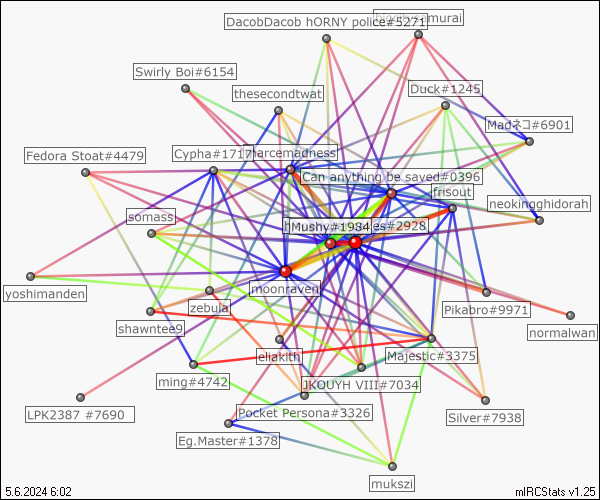 DacobDacob hORNY police#5271
samurai
Swirly Boi#6154
thesecondtwat
Duck#1245
Madネコ#6901
Fedora Stoat#4479
Cypha#1717
harcemadness
Can anything be sayed#0396
frisout
neokingghidorah
somass
Mushy#1984
es#2928
moonraven
yoshimanden
zebula
Pikabro#9971
shawntee9
normalwan
eliakith
Majestic#3375
ming#4742
JKOUYH VIII#7034
LPK2387 #7690
Pocket Persona#3326
Silver#7938
Eg.Master#1378
mukszi
5.6.2024 6:02
mIRCStats v1.25